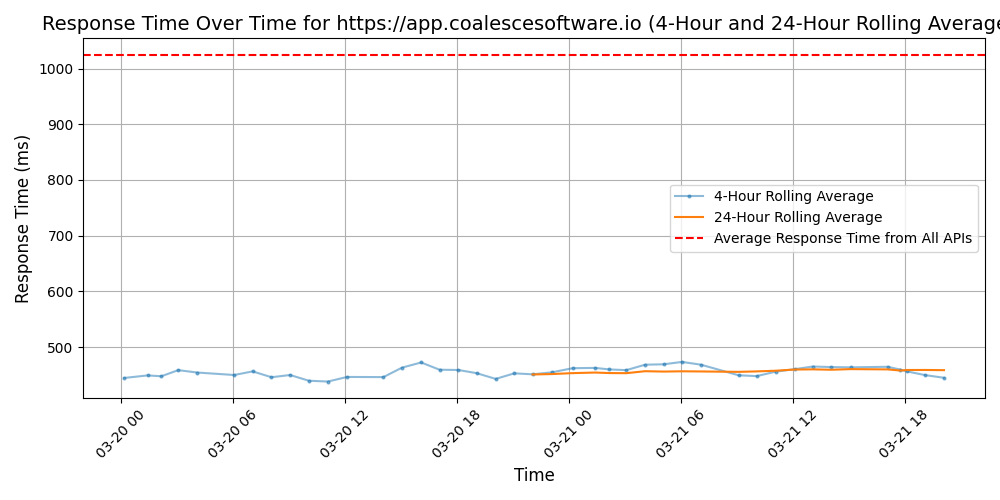 Response Time Over Time for https://app.coalescesoftware.io (4-Hour and 24-Hour Rolling Average
Response Time (ms)
1000
900
800
700
600
500
4-Hour Rolling Average
24-Hour Rolling Average
Average Response Time from All APIs
03-20 00
03-20 06
03-20 12
03-20 18
03-21 00
03-21 06
03-21 12
03-21 18
Time